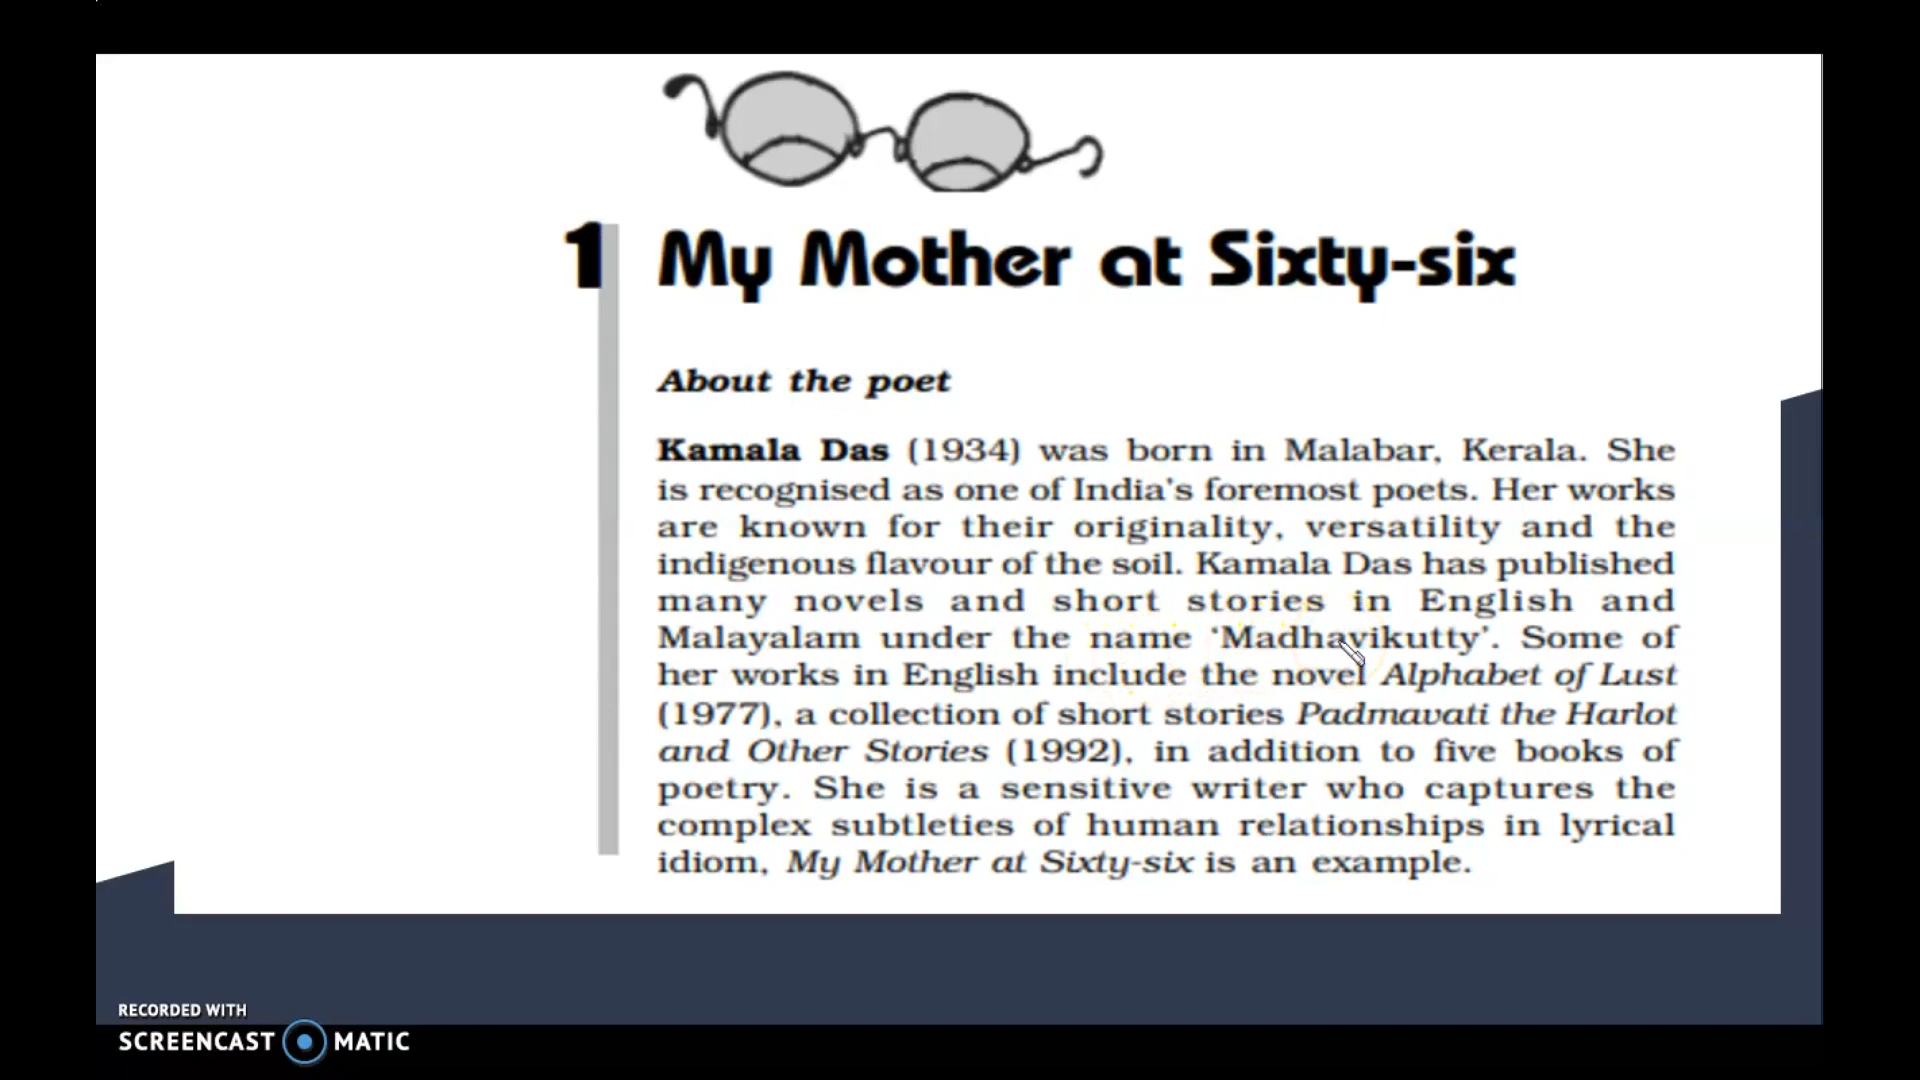 1 My Mother at Sixty-six
About the poet
Kamala Das (1934) was born in Malabar, Kerala. She
is recognised as one of India's foremost poets. Her works
are known for their originality, versatility and the
indigenous flavour of the soil. Kamala Das has published
many novels and short stories in English and
Malayalam under the name ‘Madhavikutty’. Some of
her works in English include the novel Alphabet of Lust
(1977), a collection of short stories Padmavati the Harlot
and Other Stories (1992), in addition to five books of
poetry. She is a sensitive writer who captures the
complex subtleties of human relationships in lyrical
idiom, My Mother at Sixty-six is an example.
RECORDED WITH
SCREENCAST MATIC